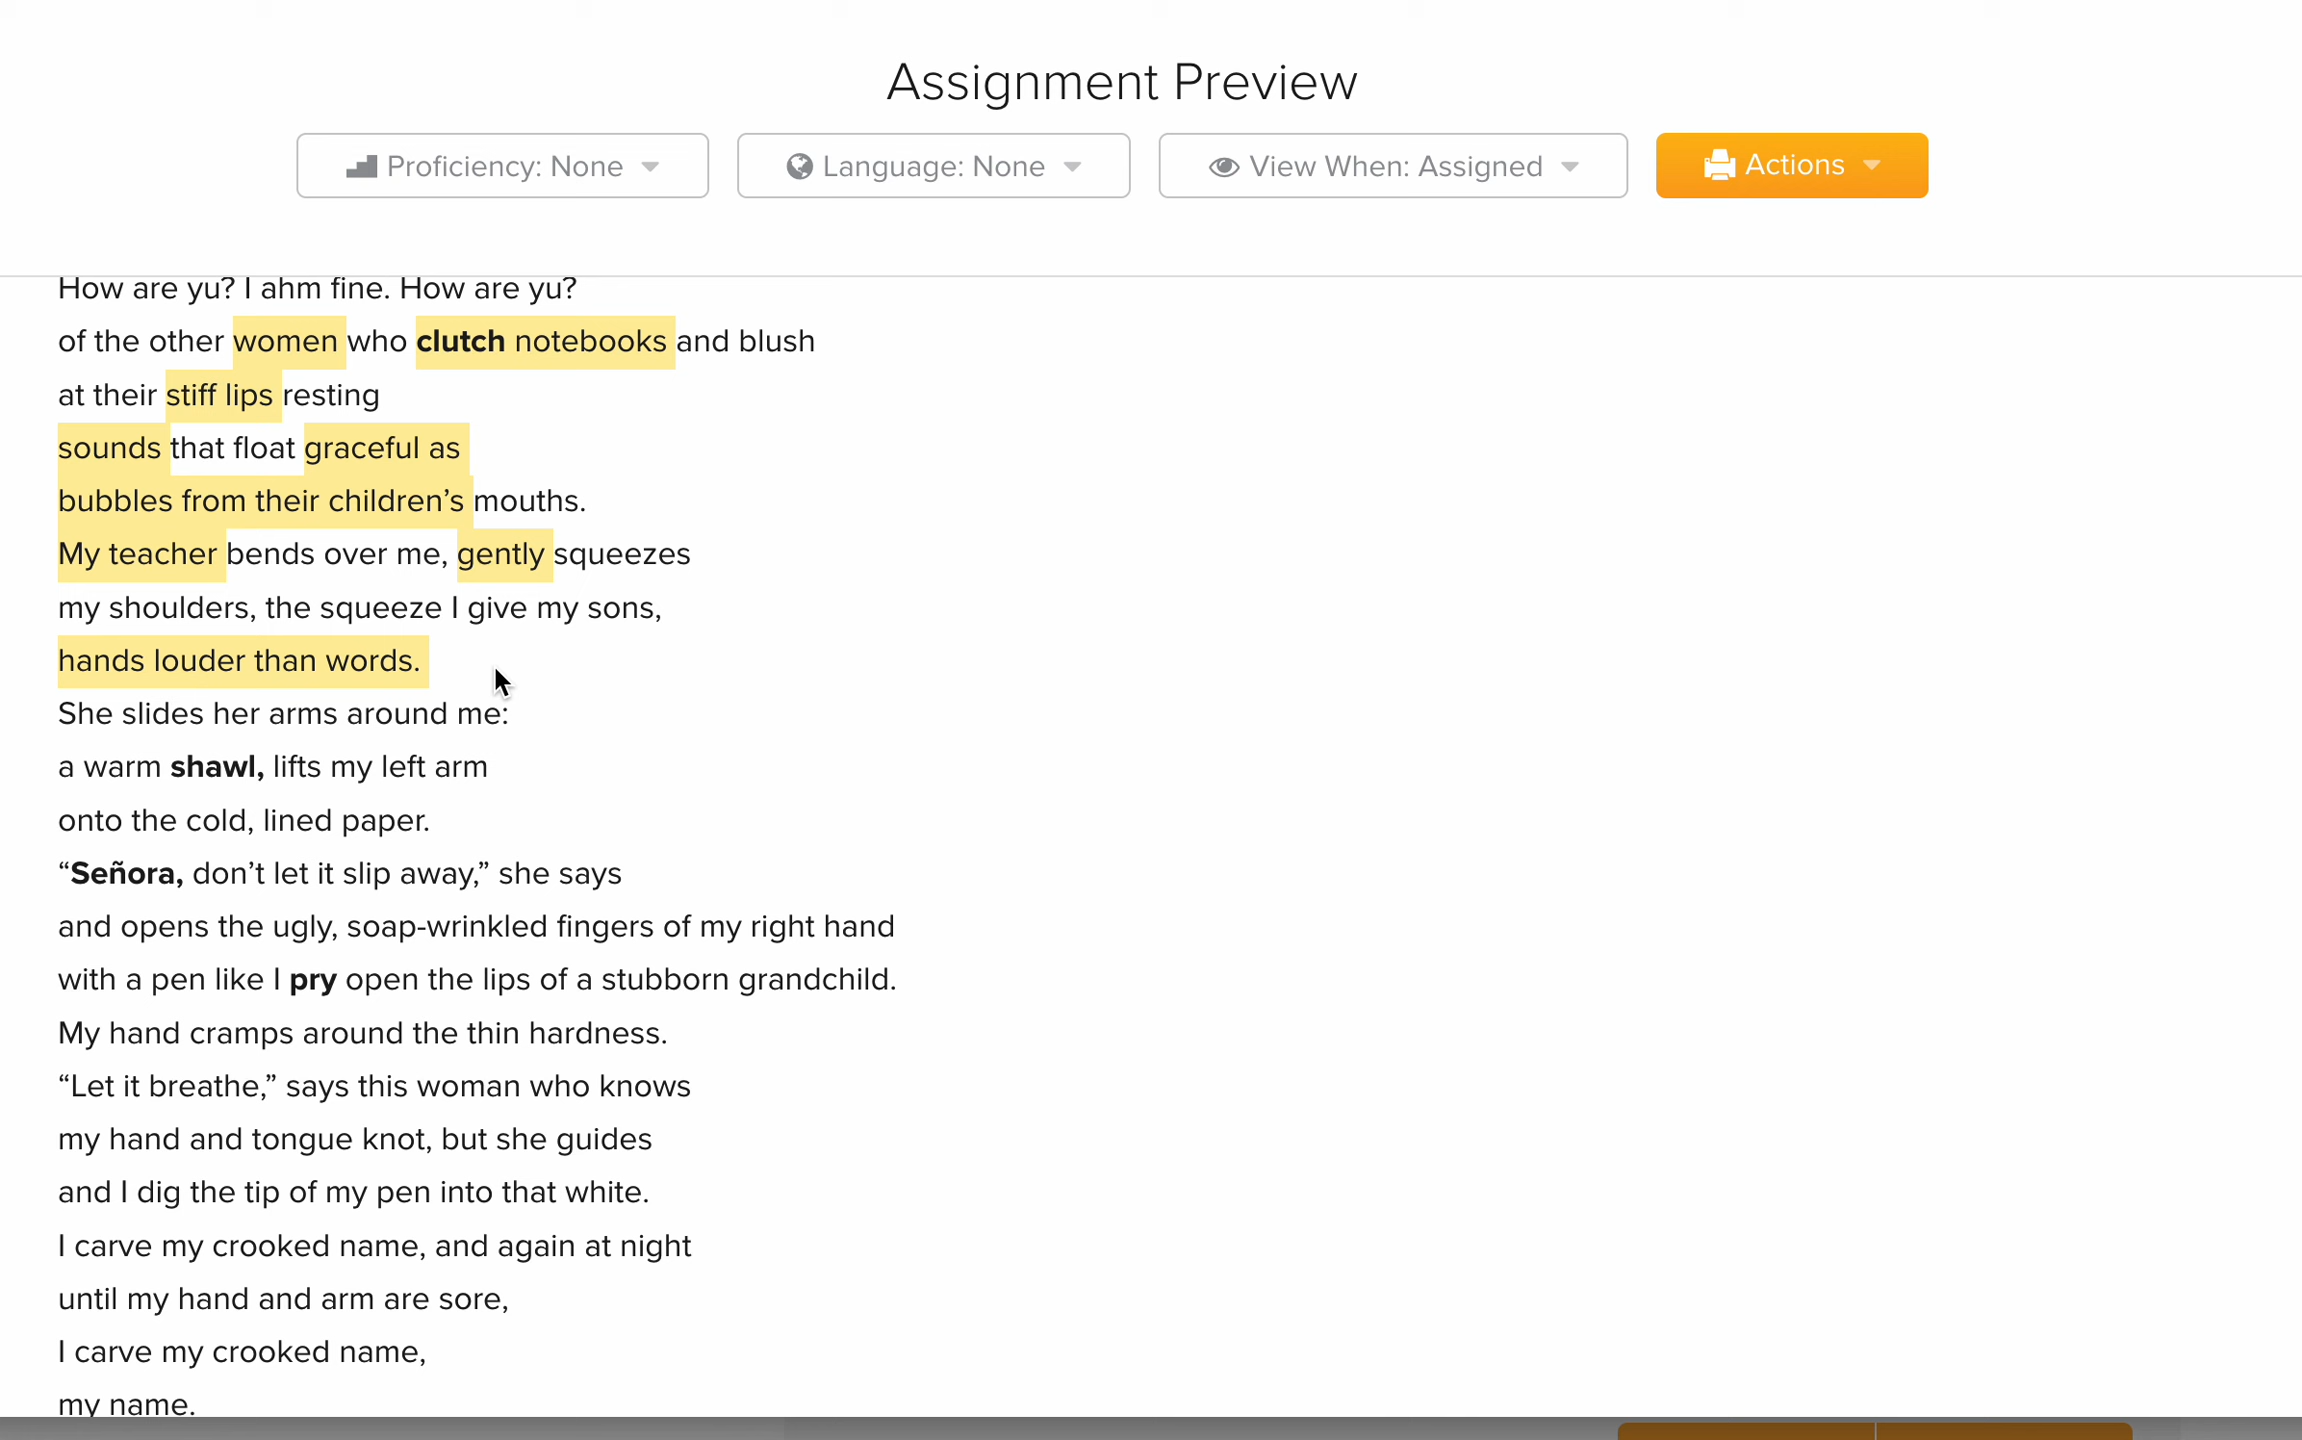 Assignment Preview
Proficiency: None
Language: None
View When: Assigned
Actions
How are yu? I ahm fine. How are yu?
of the other women who clutch notebooks and blush
at their stiff lips resting
sounds that float graceful as
bubbles from their children’s mouths.
My teacher bends over me, gently squeezes
my shoulders, the squeeze I give my sons,
hands louder than words.
She slides her arms around me:
a warm shawl, lifts my left arm
onto the cold, lined paper.
“Señora, don’t let it slip away,” she says
and opens the ugly, soap-wrinkled fingers of my right hand
with a pen like I pry open the lips of a stubborn grandchild.
My hand cramps around the thin hardness.
“Let it breathe,” says this woman who knows
my hand and tongue knot, but she guides
and I dig the tip of my pen into that white.
I carve my crooked name, and again at night
until my hand and arm are sore,
I carve my crooked name,
my name.